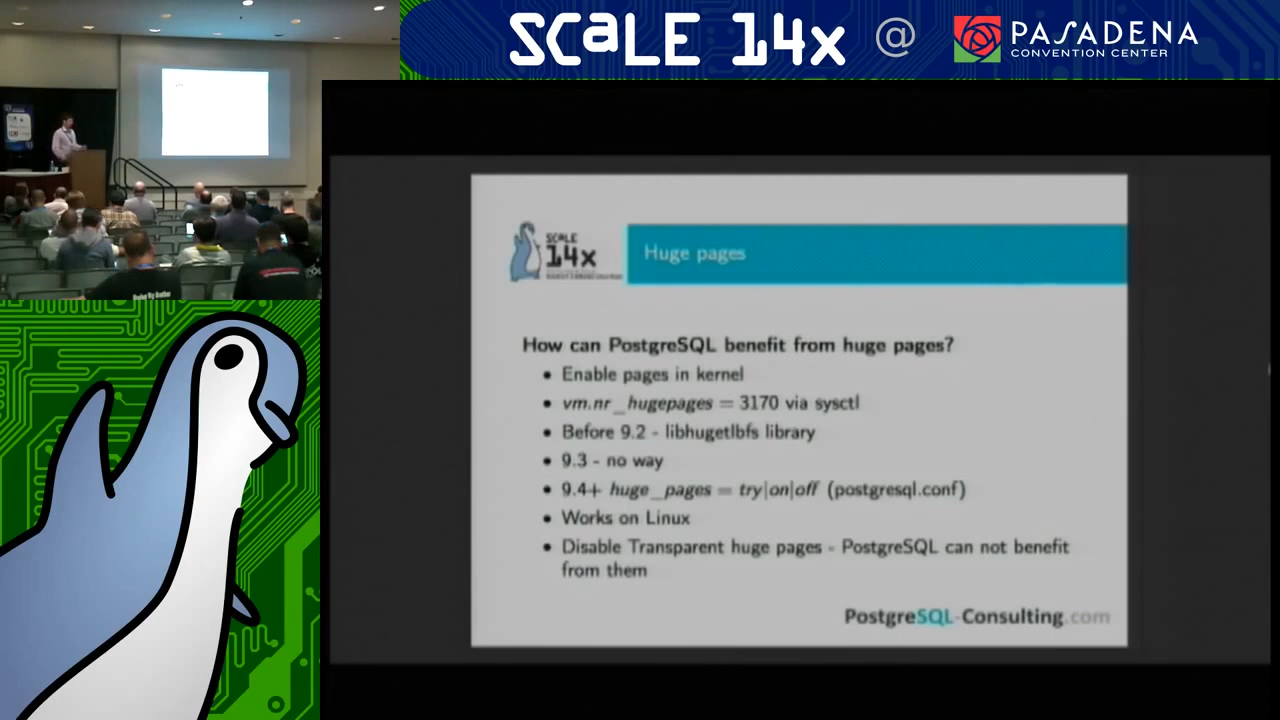 SCaLE 14x @ PASADENA
CONVENTION CENTER
SCALE
14x
Huge pages
How can PostgreSQL benefit from huge pages?
• Enable pages in kernel
• vm.nr_hugepages = 3170 via sysctl
• Before 9.2 - libhugetlbfs library
• 9.3 - no way
• 9.4+ huge_pages = try|on|off (postgresql.conf)
• Works on Linux
• Disable Transparent huge pages - PostgreSQL can not benefit
from them
PostgreSQL-Consulting.com